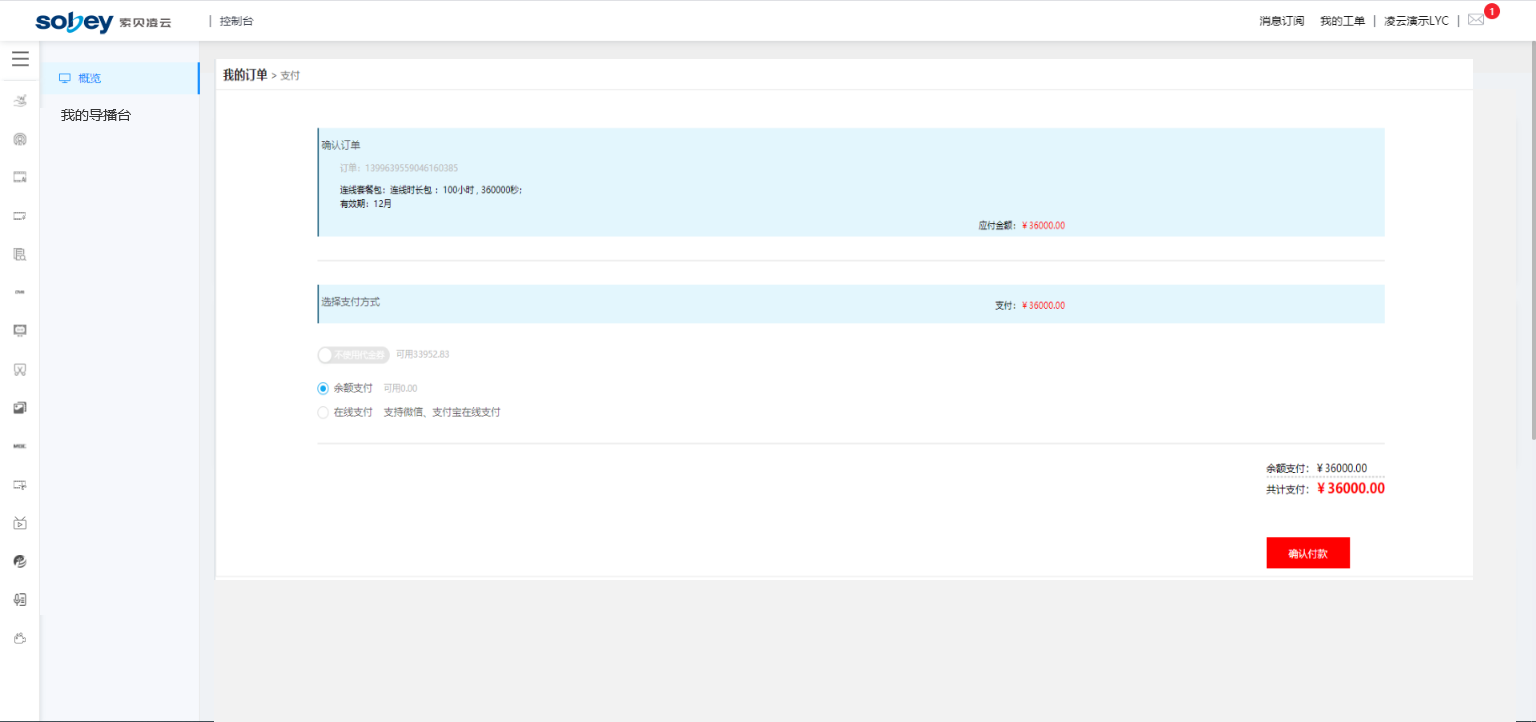 sobey 索贝凌云 | 控制台 消息订阅 我的工单 | 凌云演示LYC | 1
概览
我的导播台
我的订单 > 支付
确认订单
订单：1399639559046160385
连线套餐包：连线时长包 ：100小时 , 360000秒;
有效期：12月
应付金额：￥36000.00
选择支付方式 支付：￥36000.00
不使用代金券 可用33952.83
余额支付 可用0.00
在线支付 支持微信、支付宝在线支付
余额支付：￥36000.00
共计支付：￥36000.00
确认付款